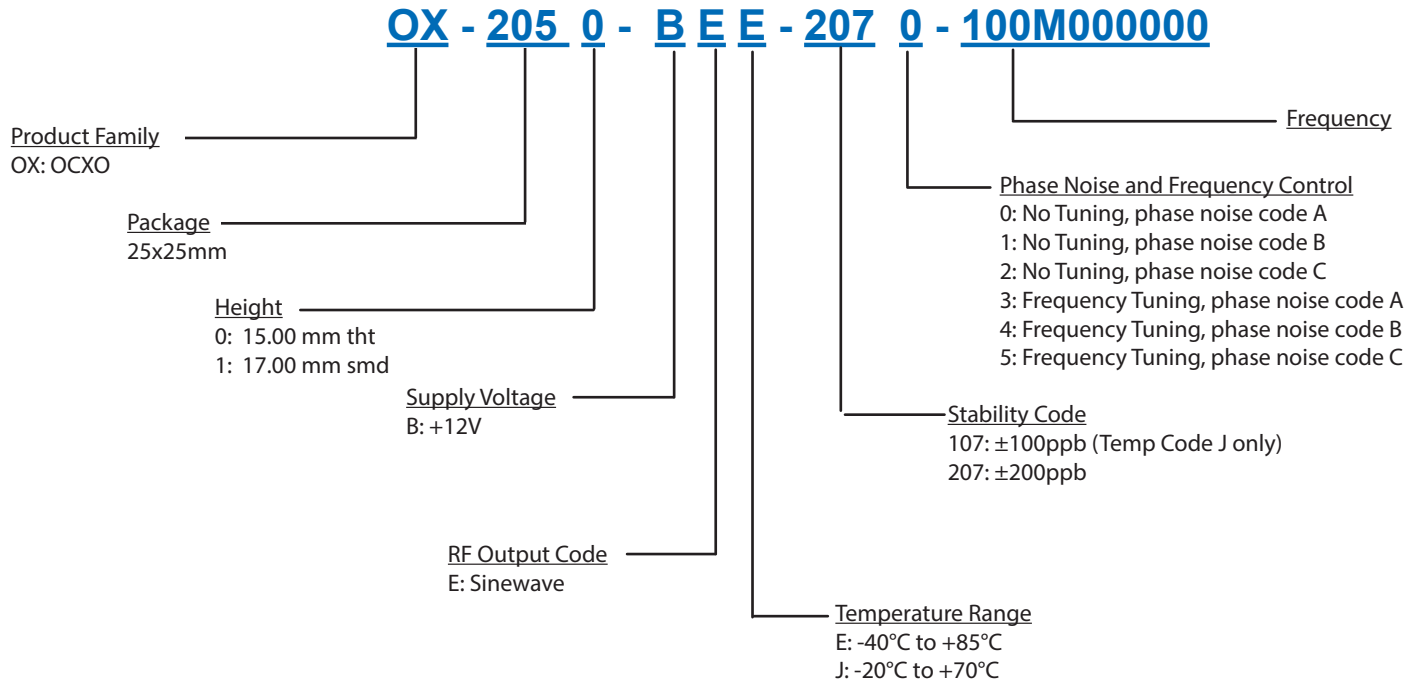 OX - 205 0 - B E E - 207 0 - 100M000000
Frequency
Product Family
OX: OCXO
Phase Noise and Frequency Control
0: No Tuning, phase noise code A
1: No Tuning, phase noise code B
2: No Tuning, phase noise code C
3: Frequency Tuning, phase noise code A
4: Frequency Tuning, phase noise code B
5: Frequency Tuning, phase noise code C
Package
25x25mm
Height
0: 15.00 mm tht
1: 17.00 mm smd
Supply Voltage
B: +12V
Stability Code
107: ±100ppb (Temp Code J only)
207: ±200ppb
RF Output Code
E: Sinewave
Temperature Range
E: -40°C to +85°C
J: -20°C to +70°C